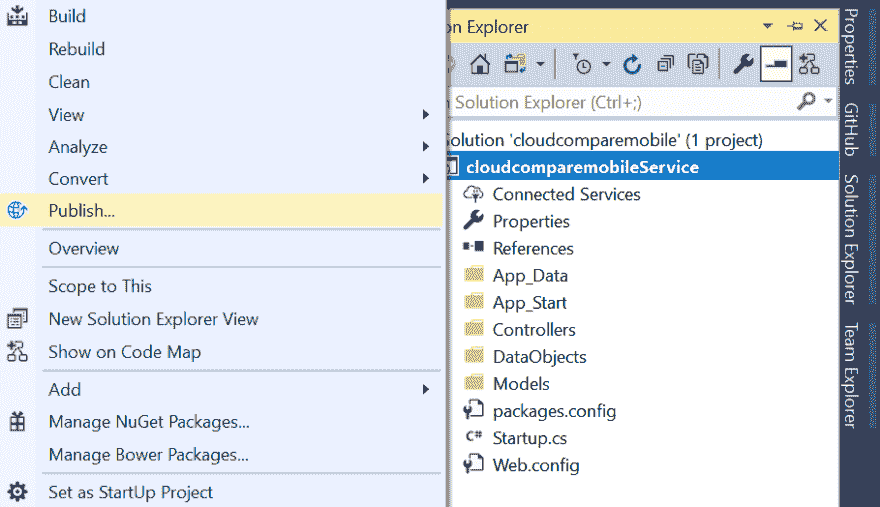 Build
Rebuild
Clean
View
Analyze
Convert
Publish...
Overview
Scope to This
New Solution Explorer View
Show on Code Map
Add
Manage NuGet Packages...
Manage Bower Packages...
Set as StartUp Project
on Explorer
Solution Explorer (Ctrl+;)
Solution 'cloudcomparemobile' (1 project)
cloudcomparemobileService
Connected Services
Properties
References
App_Data
App_Start
Controllers
DataObjects
Models
packages.config
C# Startup.cs
Web.config
Properties
GitHub
Solution Explorer
Team Explorer